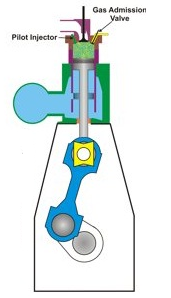 Gas Admission
Valve
Pilot Injector